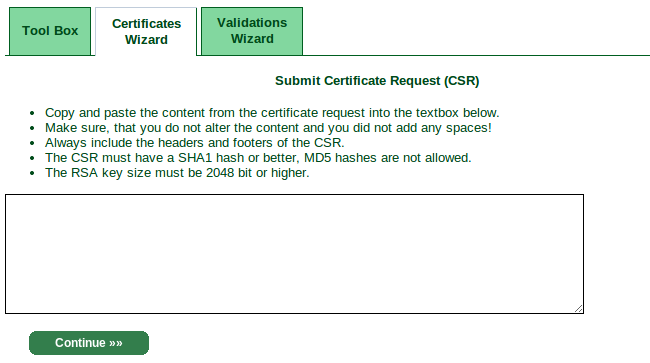 Tool Box
Certificates
Wizard
Validations
Wizard
Submit Certificate Request (CSR)
• Copy and paste the content from the certificate request into the textbox below.
• Make sure, that you do not alter the content and you did not add any spaces!
• Always include the headers and footers of the CSR.
• The CSR must have a SHA1 hash or better, MD5 hashes are not allowed.
• The RSA key size must be 2048 bit or higher.
Continue »»